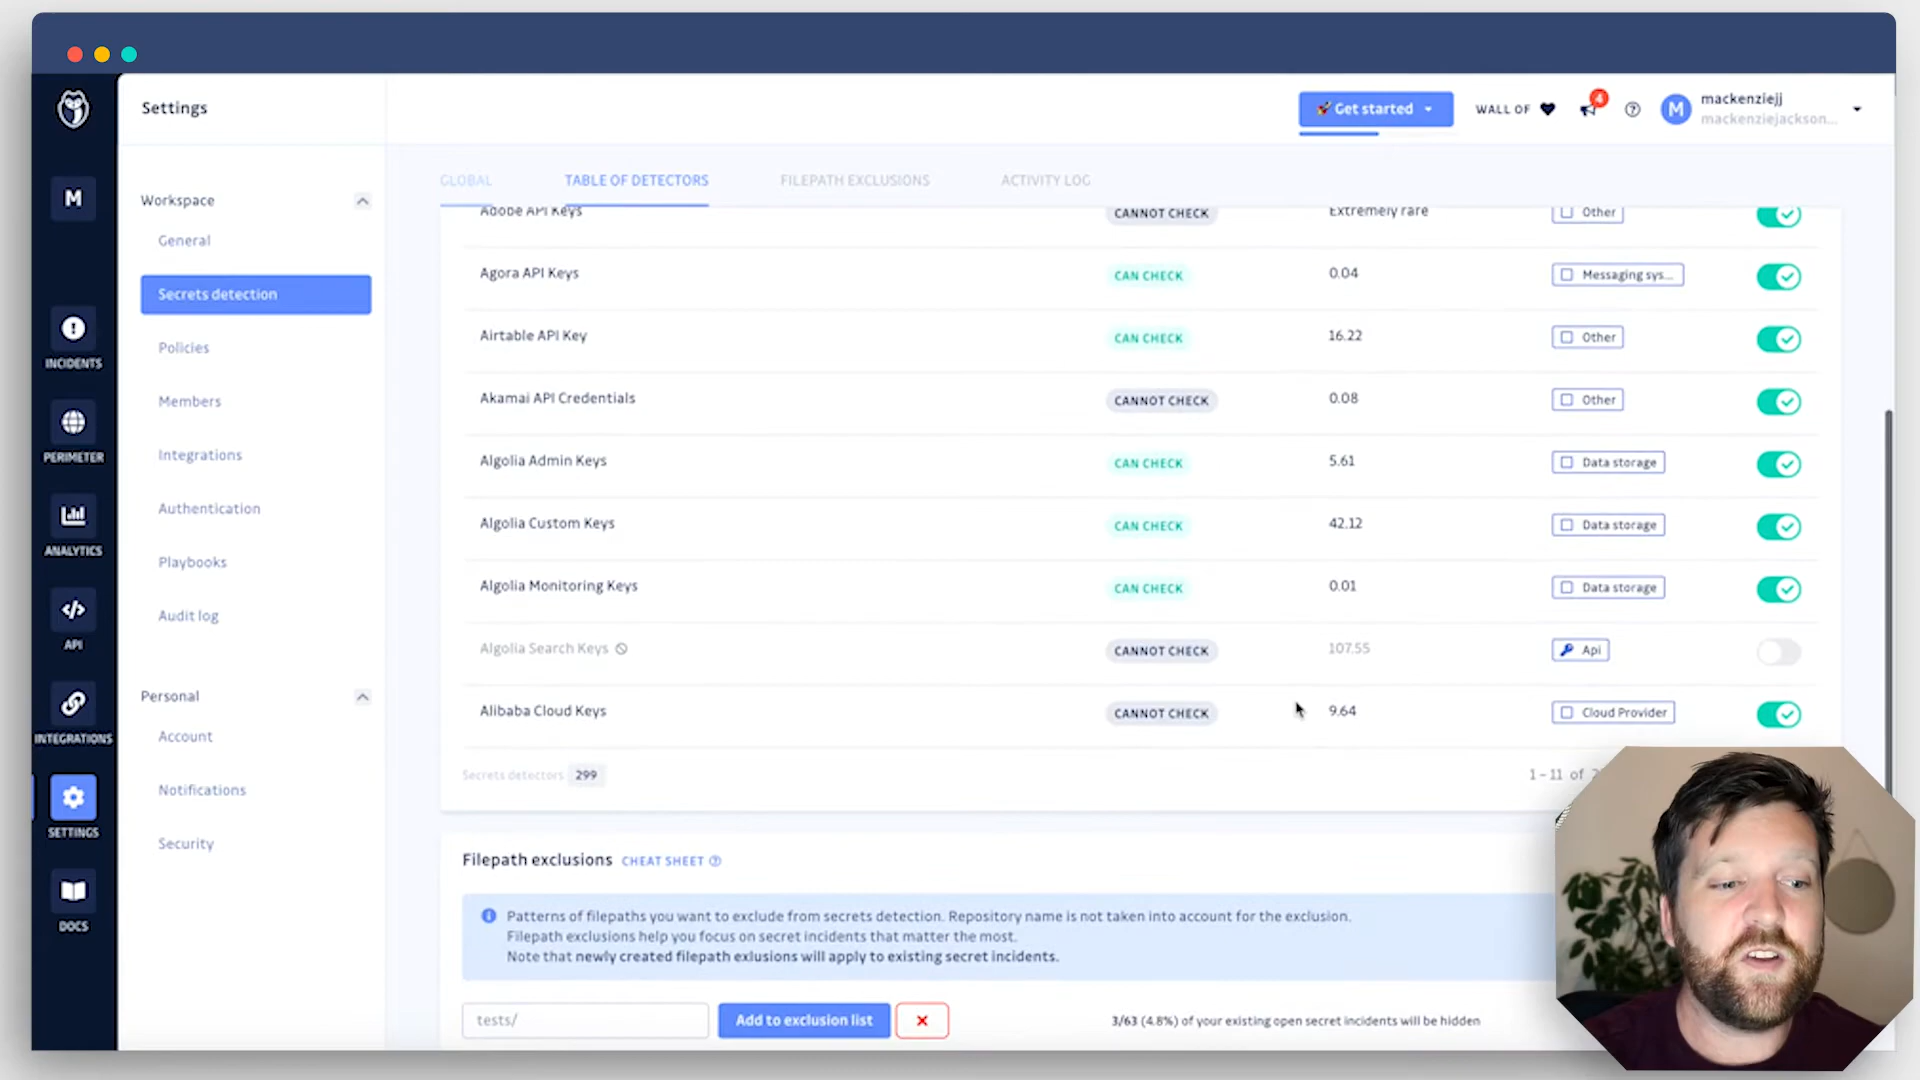 Settings
Get started
WALL OF
4
M
mackenziejj
mackenziejackson...
M
INCIDENTS
PERIMETER
ANALYTICS
API
INTEGRATIONS
SETTINGS
DOCS
Workspace
General
Secrets detection
Policies
Members
Integrations
Authentication
Playbooks
Audit log
Personal
Account
Notifications
Security
GLOBAL
TABLE OF DETECTORS
FILEPATH EXCLUSIONS
ACTIVITY LOG
Adobe API Keys CANNOT CHECK Extremely rare Other
Agora API Keys CAN CHECK 0.04 Messaging sys...
Airtable API Key CAN CHECK 16.22 Other
Akamai API Credentials CANNOT CHECK 0.08 Other
Algolia Admin Keys CAN CHECK 5.61 Data storage
Algolia Custom Keys CAN CHECK 42.12 Data storage
Algolia Monitoring Keys CAN CHECK 0.01 Data storage
Algolia Search Keys CANNOT CHECK 107.55 Api
Alibaba Cloud Keys CANNOT CHECK 9.64 Cloud Provider
Secrets detectors 299
1-11 of
Filepath exclusions CHEAT SHEET
Patterns of filepaths you want to exclude from secrets detection. Repository name is not taken into account for the exclusion.
Filepath exclusions help you focus on secret incidents that matter the most.
Note that newly created filepath exlusions will apply to existing secret incidents.
tests/
Add to exclusion list
3/63 (4.8%) of your existing open secret incidents will be hidden